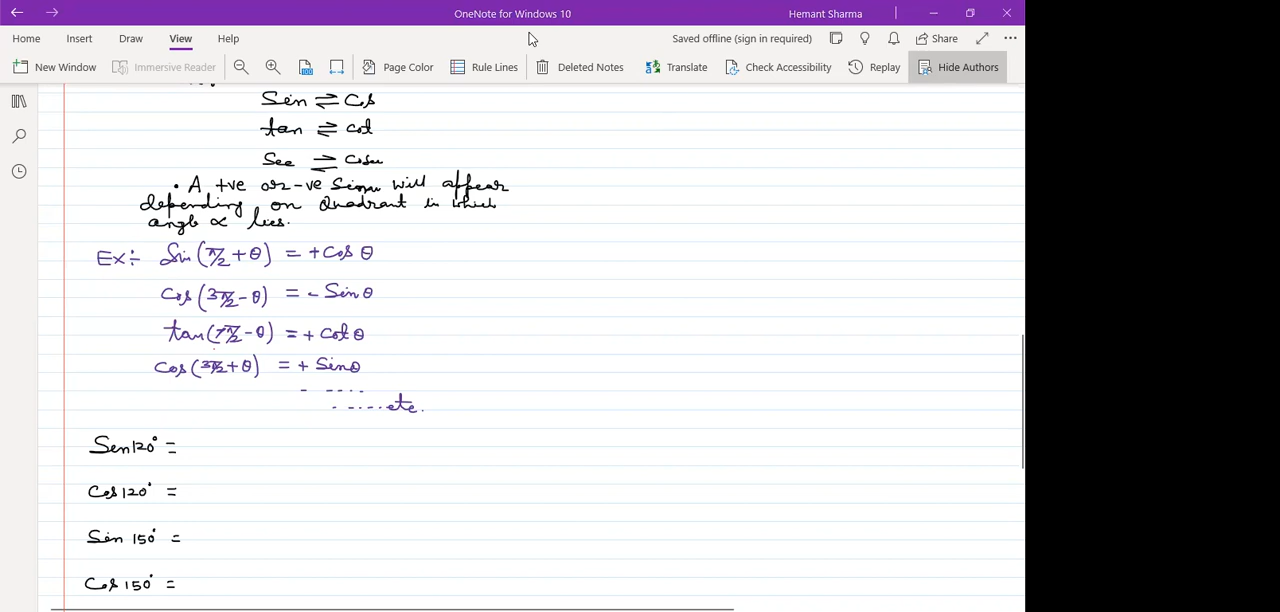 OneNote for Windows 10
Hemant Sharma
Home Insert Draw View Help
Saved offline (sign in required) Share
New Window Immersive Reader Page Color Rule Lines Deleted Notes Translate Check Accessibility Replay Hide Authors
Sin ⇌ Cos
tan ⇌ cot
Sec ⇌ Cosec
• A +ve or -ve Sign will appear
depending on Quadrant in which
angle ∝ lies.
Ex÷ Sin(π/2 + θ) = + Cos θ
Cos(3π/2 - θ) = - Sin θ
tan(7π/2 - θ) = + Cot θ
Cos(3π/2 + θ) = + Sinθ
- ----
------etc.
Sin 120° =
Cos 120° =
Sin 150° =
Cos 150° =